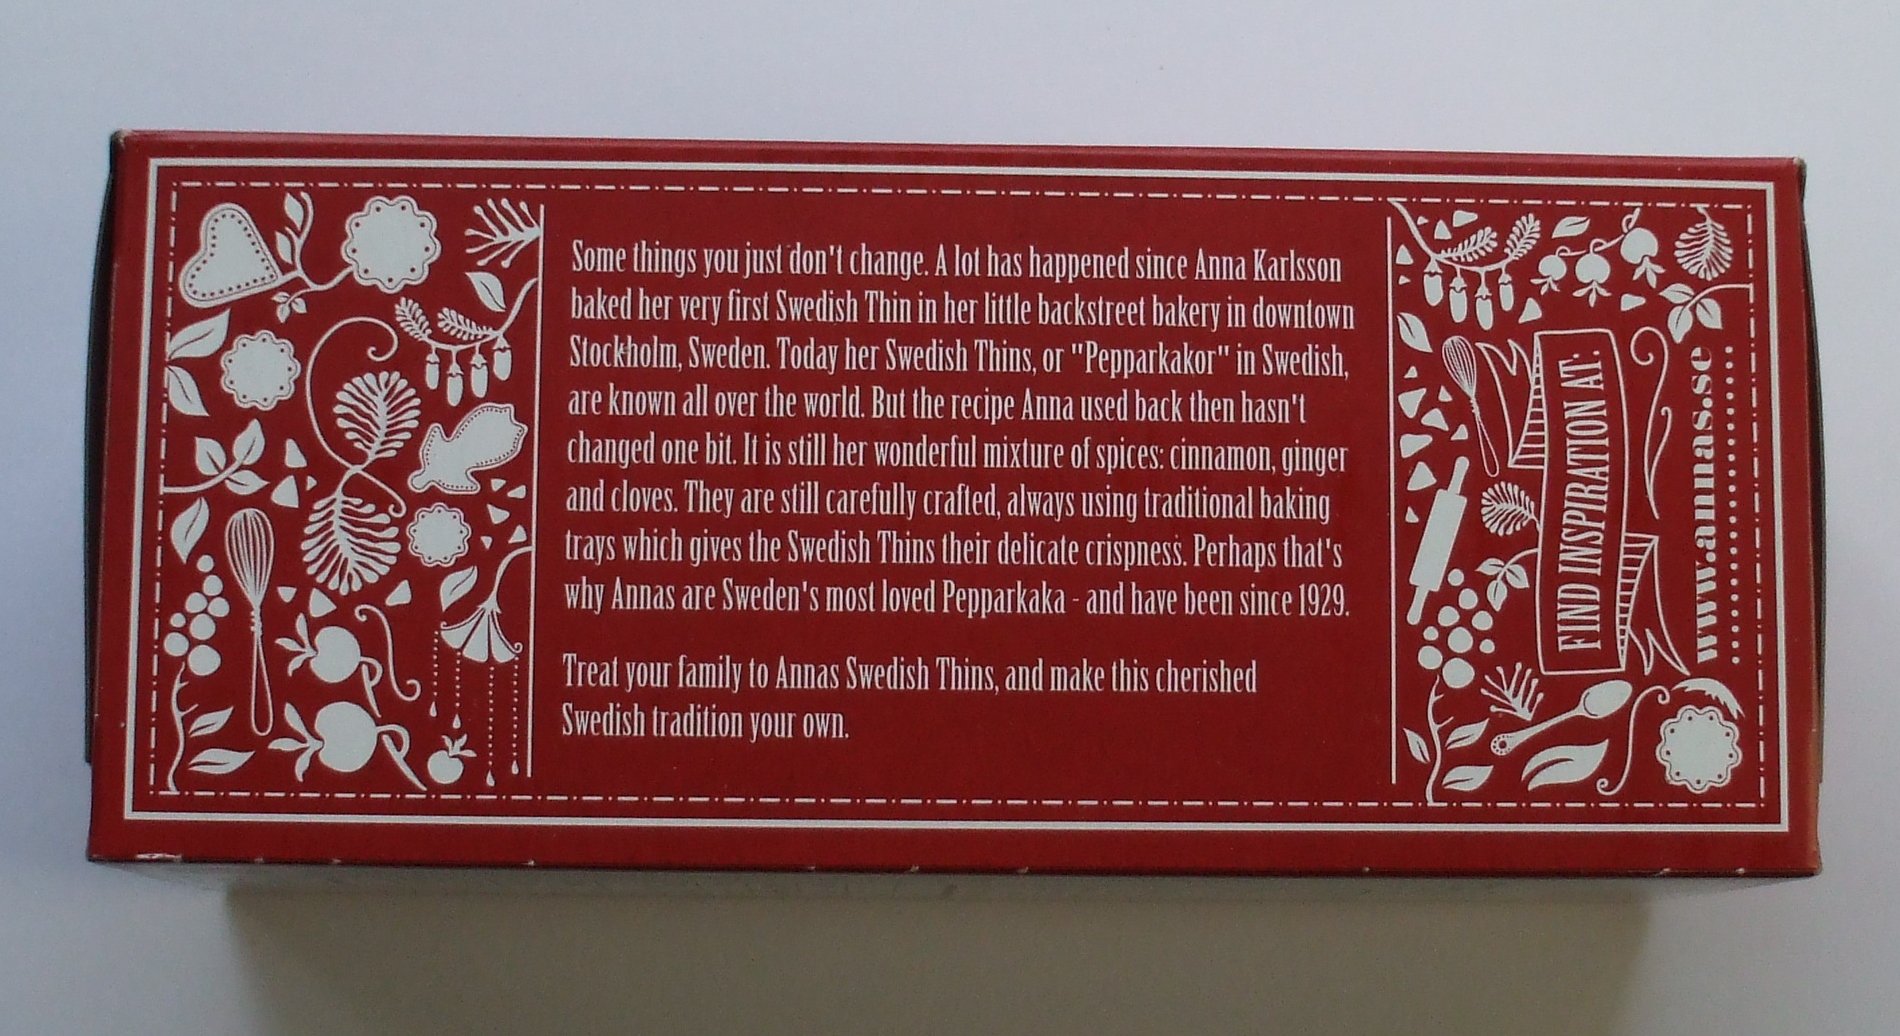 Some things you just don't change. A lot has happened since Anna Karlsson
baked her very first Swedish Thin in her little backstreet bakery in downtown
Stockholm, Sweden. Today her Swedish Thins, or "Pepparkakor" in Swedish,
are known all over the world. But the recipe Anna used back then hasn't
changed one bit. It is still her wonderful mixture of spices: cinnamon, ginger
and cloves. They are still carefully crafted, always using traditional baking
trays which gives the Swedish Thins their delicate crispness. Perhaps that's
why Annas are Sweden's most loved Pepparkaka - and have been since 1929.
Treat your family to Annas Swedish Thins, and make this cherished
Swedish tradition your own.
FIND INSPIRATION AT:
www.annas.se